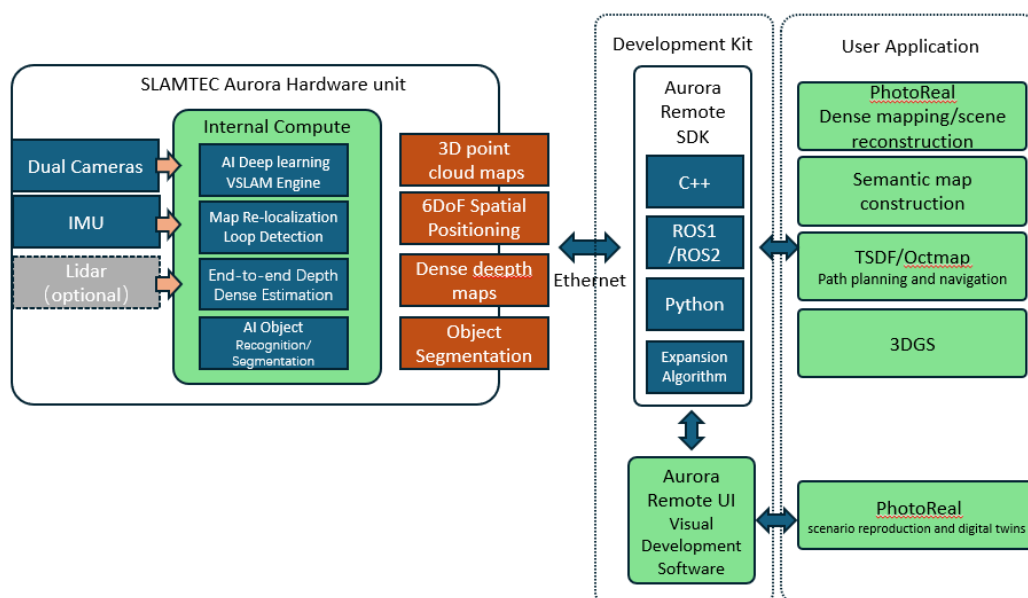 SLAMTEC Aurora Hardware unit
Dual Cameras
IMU
Lidar
(optional)
Internal Compute
AI Deep learning
VSLAM Engine
Map Re-localization
Loop Detection
End-to-end Depth
Dense Estimation
AI Object
Recognition/
Segmentation
3D point
cloud maps
6DoF Spatial
Positioning
Dense deepth
maps
Object
Segmentation
Ethernet
Development Kit
Aurora
Remote
SDK
C++
ROS1
/ROS2
Python
Expansion
Algorithm
Aurora
Remote UI
Visual
Development
Software
User Application
PhotoReal
Dense mapping/scene
reconstruction
Semantic map
construction
TSDF/Octmap
Path planning and navigation
3DGS
PhotoReal
scenario reproduction and digital twins